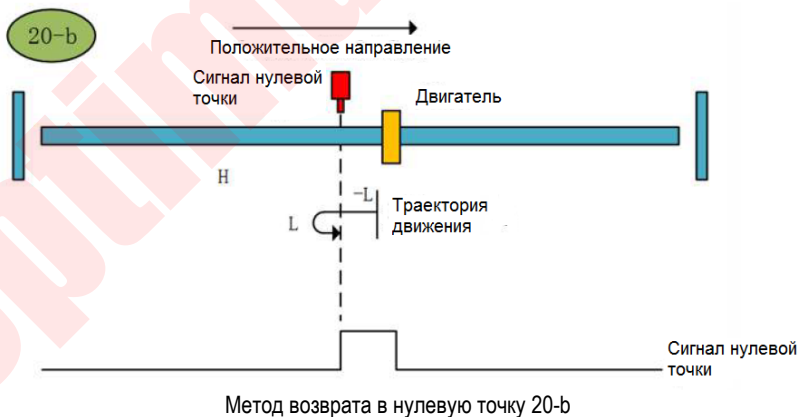 20-b
Положительное направление
Сигнал нулевой
точки
Двигатель
H
-L
L
Траектория
движения
Сигнал нулевой
точки
Метод возврата в нулевую точку 20-b